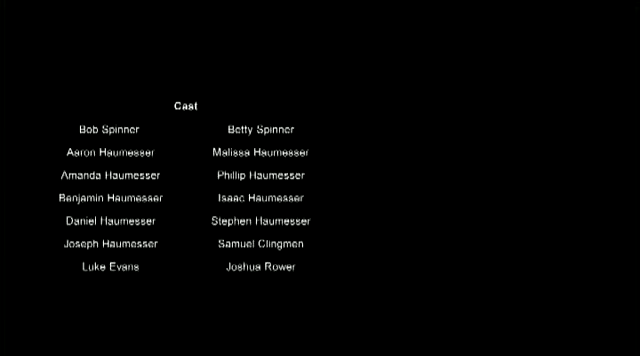 Cast
Bob Spinner Betty Spinner
Aaron Haumesser Malissa Haumesser
Amanda Haumesser Phillip Haumesser
Benjamin Haumesser Isaac Haumesser
Daniel Haumesser Stephen Haumesser
Joseph Haumesser Samuel Clingmen
Luke Evans Joshua Rower